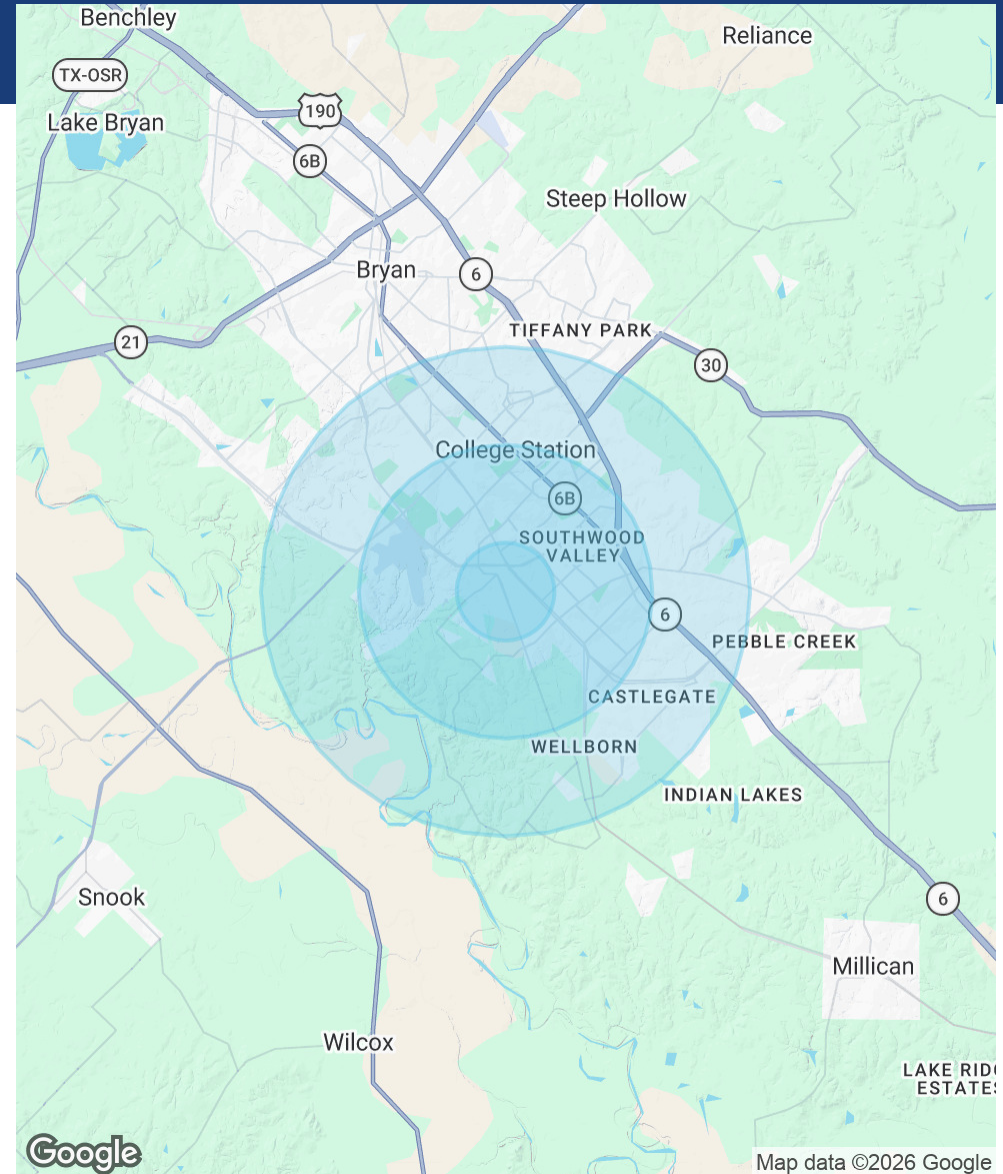 Benchley
Reliance
TX-OSR
190
Lake Bryan
6B
Steep Hollow
Bryan
6
TIFFANY PARK
21
30
College Station
6B
SOUTHWOOD
VALLEY
6
PEBBLE CREEK
CASTLEGATE
WELLBORN
INDIAN LAKES
Snook
6
Millican
Wilcox
LAKE RIDG
ESTATES
Google
Map data ©2026 Google